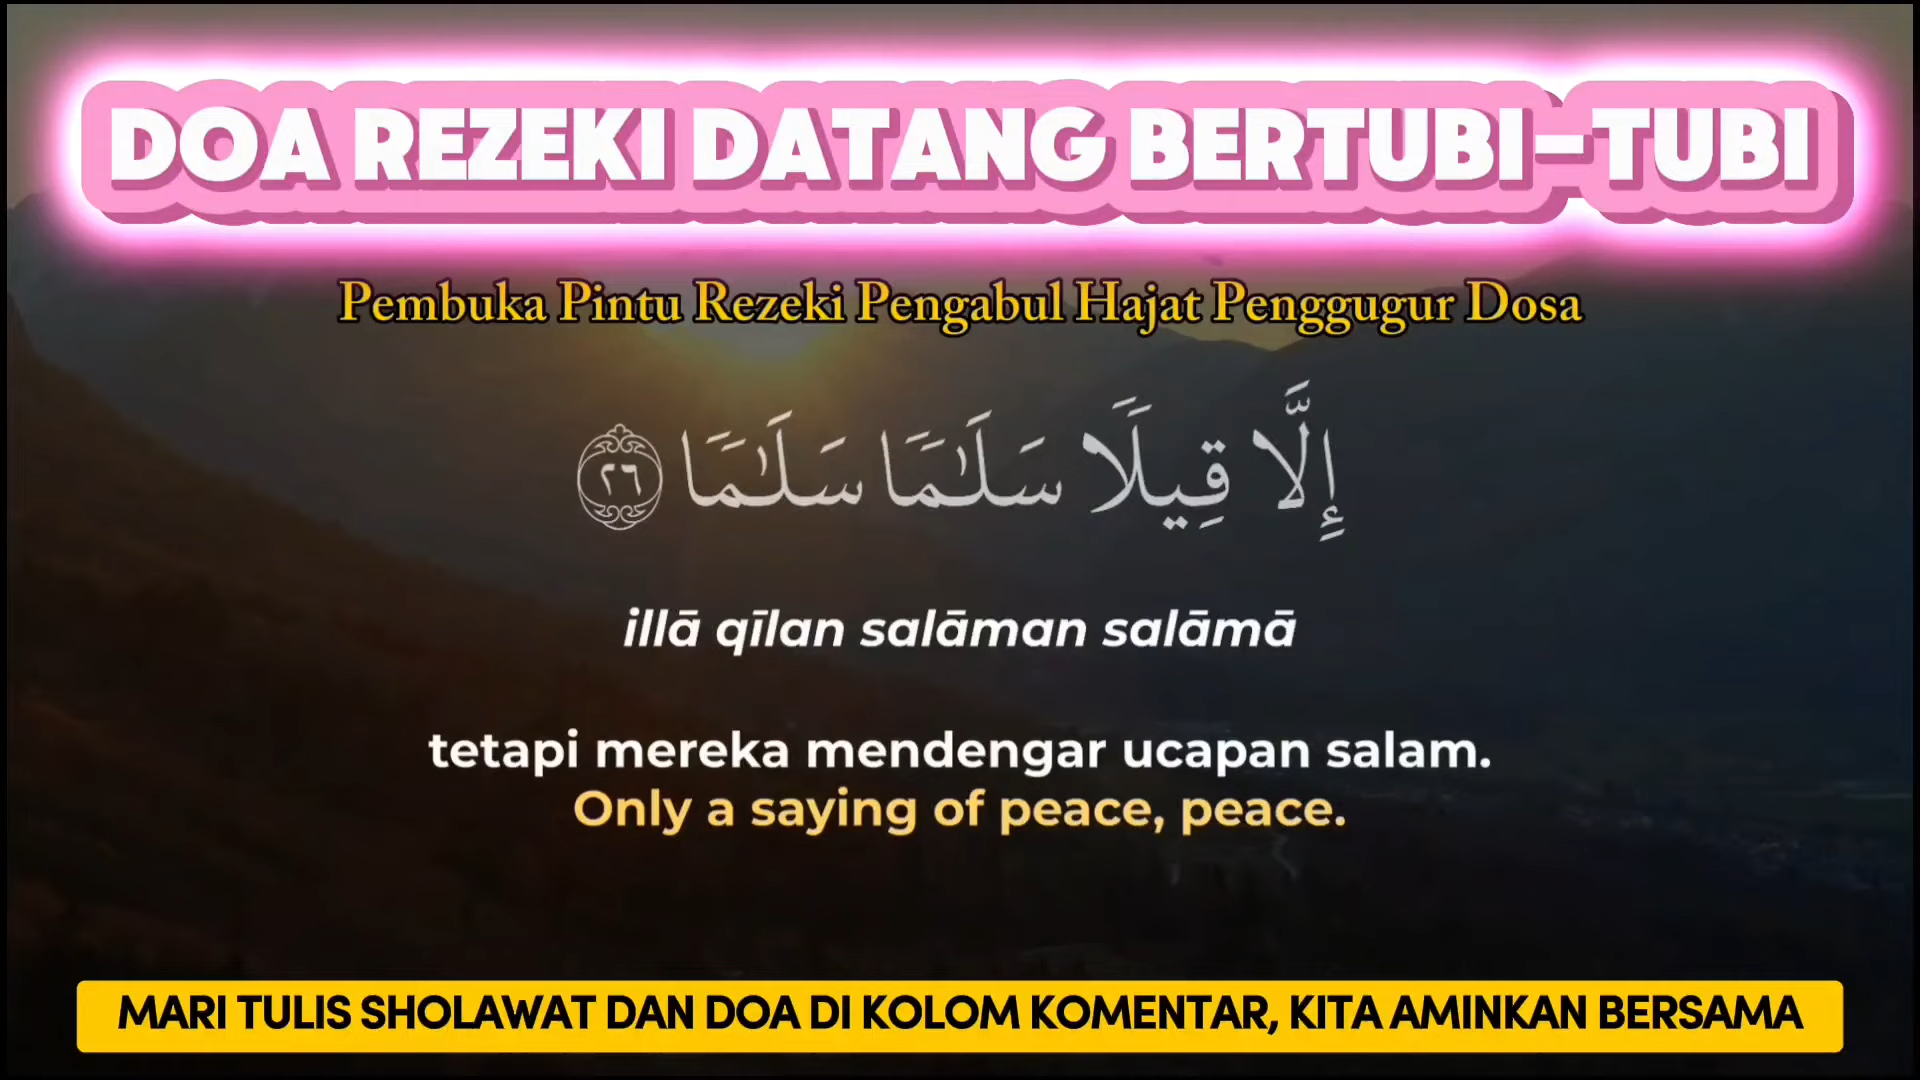 DOA REZEKI DATANG BERTUBI-TUBI
Pembuka Pintu Rezeki Pengabul Hajat Penggugur Dosa
إِلَّا قِيلًا سَلَـٰمًا سَلَـٰمًا ٢٦
illā qīlan salāman salāmā
tetapi mereka mendengar ucapan salam.
Only a saying of peace, peace.
MARI TULIS SHOLAWAT DAN DOA DI KOLOM KOMENTAR, KITA AMINKAN BERSAMA